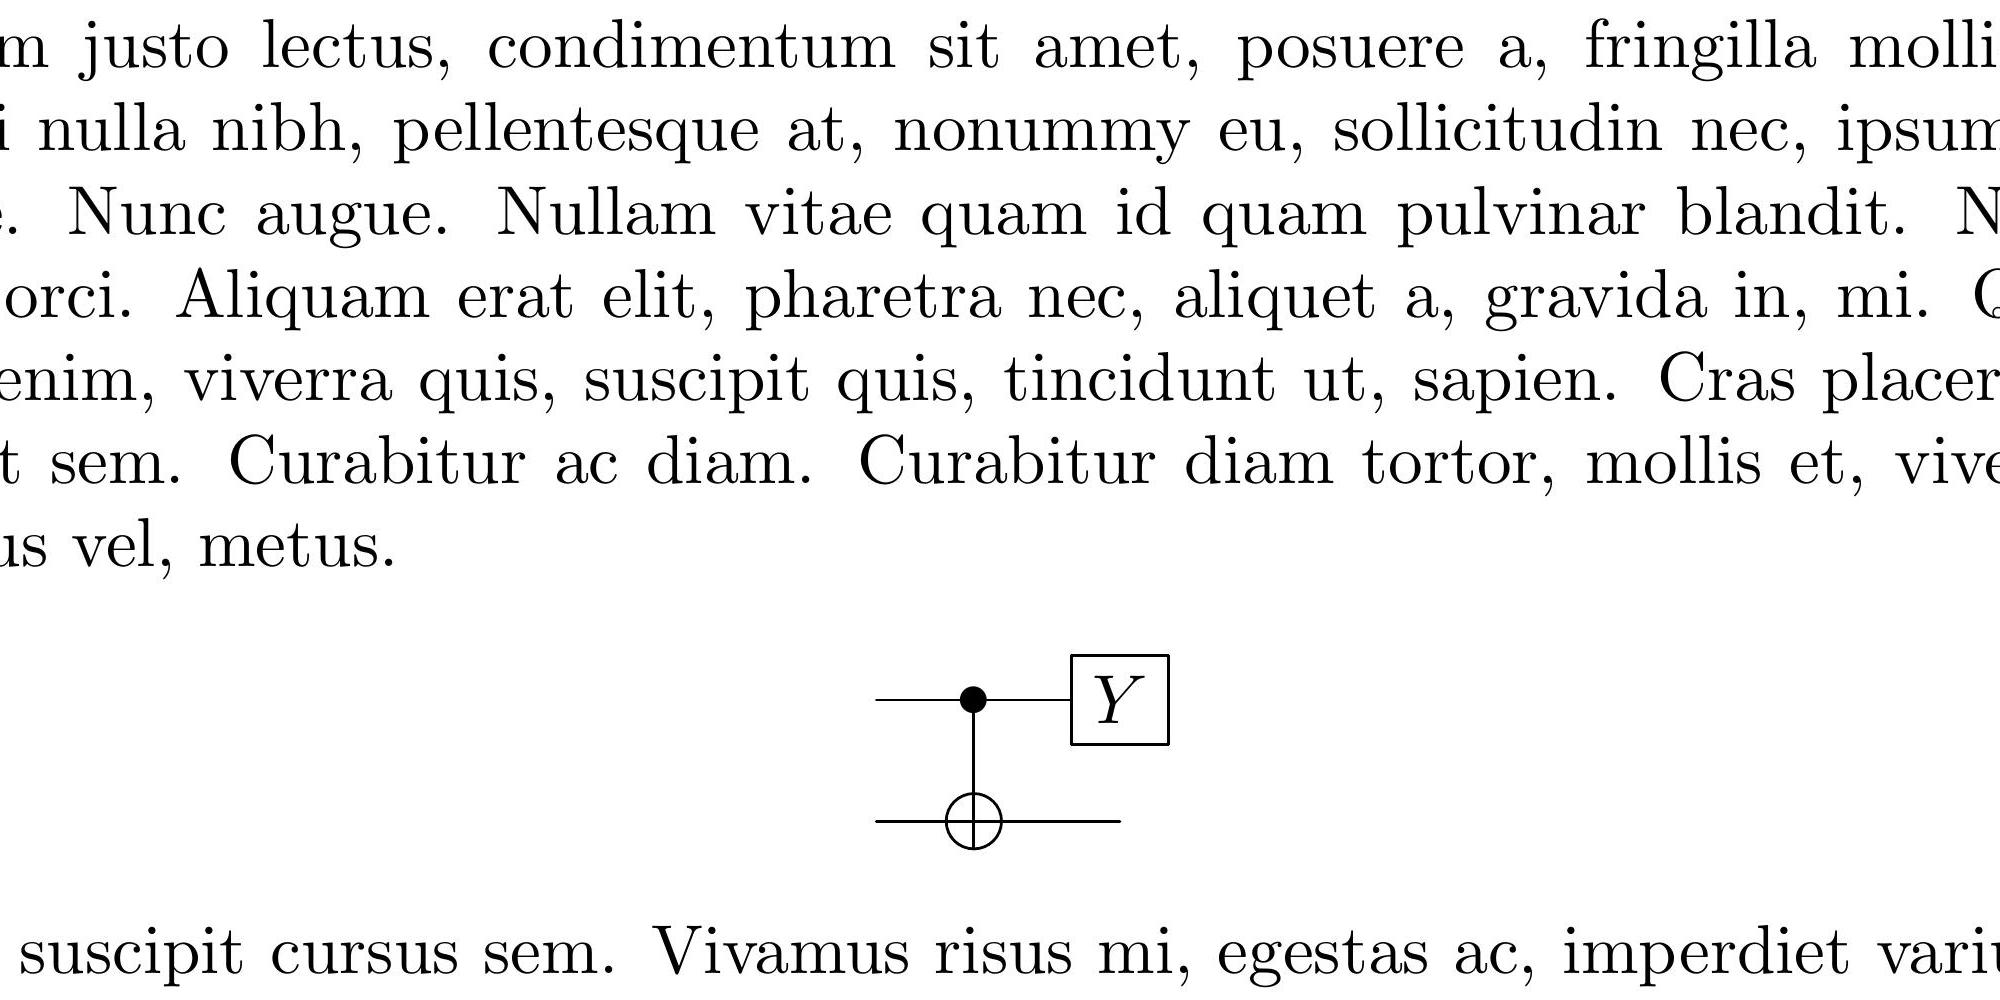 m justo lectus, condimentum sit amet, posuere a, fringilla molli
i nulla nibh, pellentesque at, nonummy eu, sollicitudin nec, ipsum
e. Nunc augue. Nullam vitae quam id quam pulvinar blandit. N
orci. Aliquam erat elit, pharetra nec, aliquet a, gravida in, mi. Q
enim, viverra quis, suscipit quis, tincidunt ut, sapien. Cras placer
t sem. Curabitur ac diam. Curabitur diam tortor, mollis et, vive
us vel, metus.
Y
suscipit cursus sem. Vivamus risus mi, egestas ac, imperdiet variu